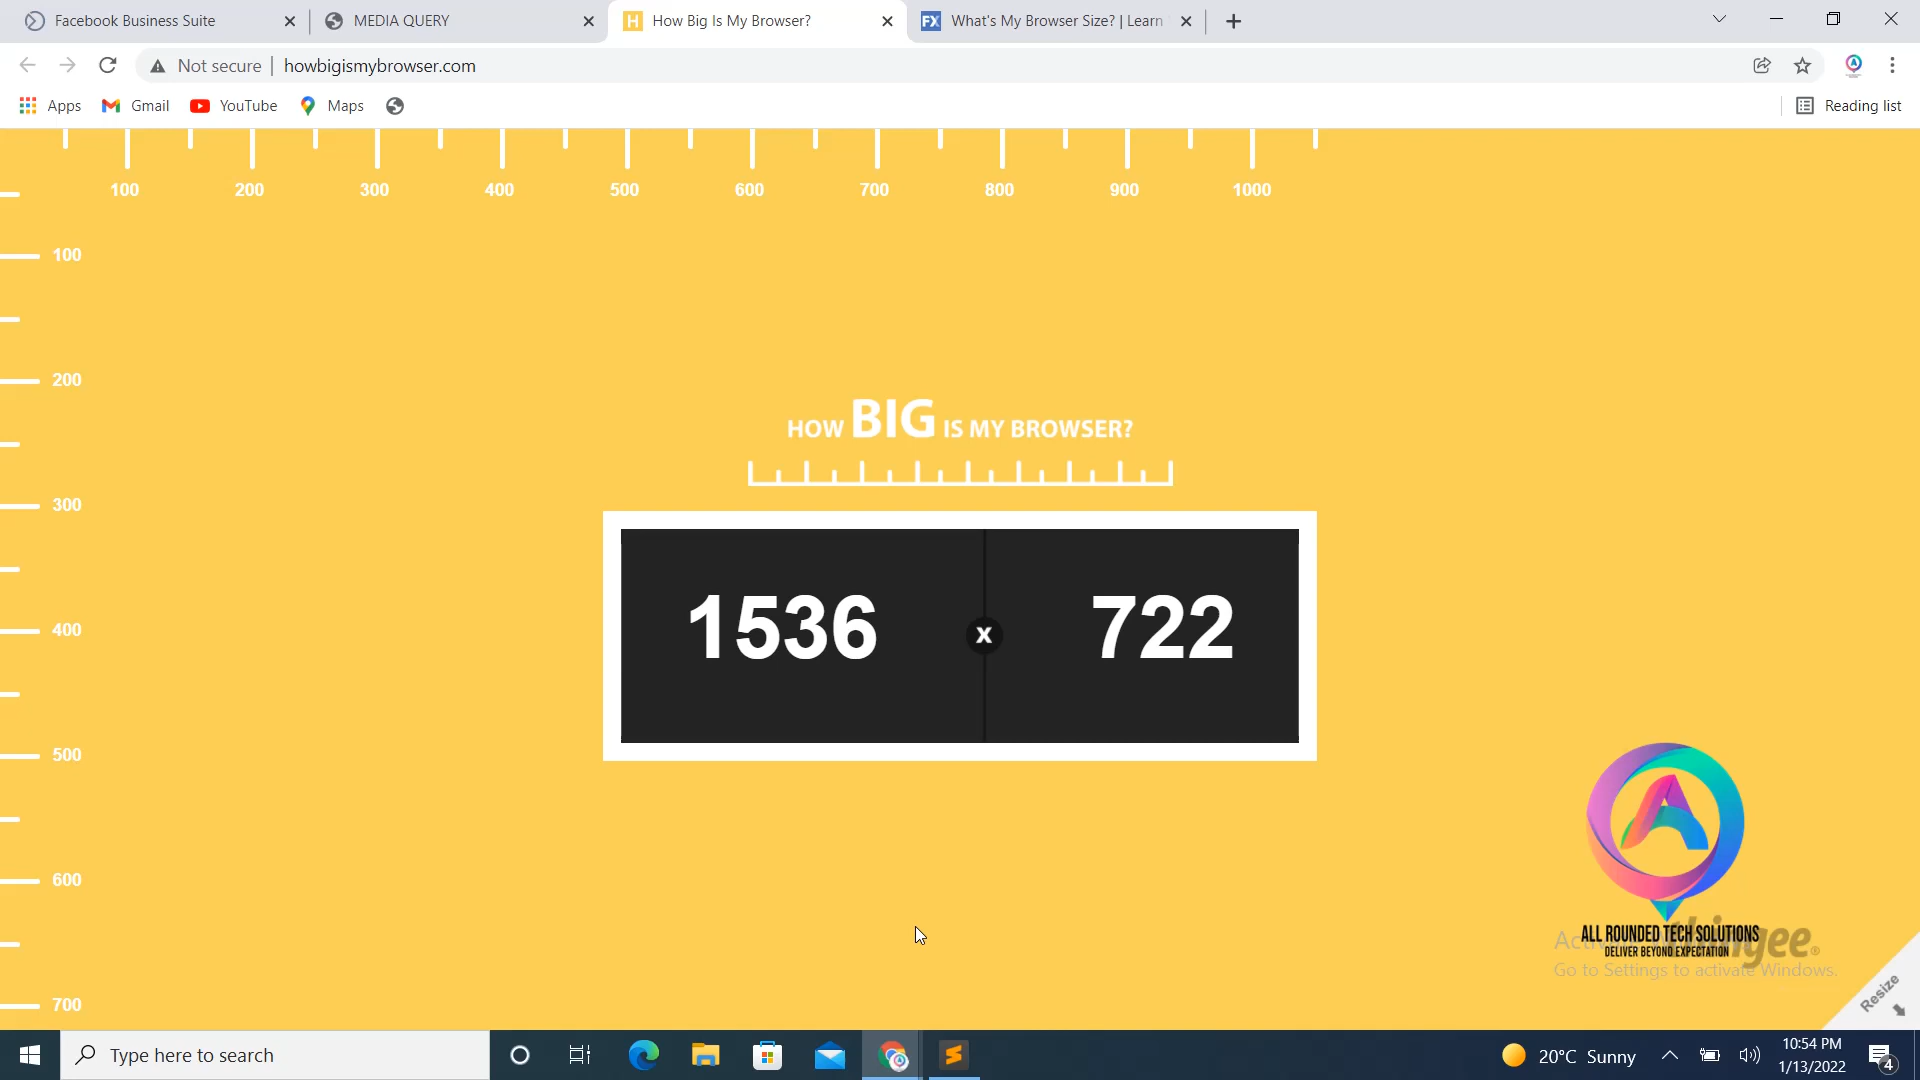 Facebook Business Suite
MEDIA QUERY
How Big Is My Browser?
What's My Browser Size? | Learn
Not secure
howbigismybrowser.com
Apps
Gmail
YouTube
Maps
Reading list
100 200 300 400 500 600 700 800 900 1000
100
200
300
HOW BIG IS MY BROWSER?
400
1536 x 722
500
600
700
ALL ROUNDED TECH SOLUTIONS
DELIVER BEYOND EXPECTATION
Go to Settings to activate Windows.
Resize
Type here to search
20°C Sunny
10:54 PM
1/13/2022
4